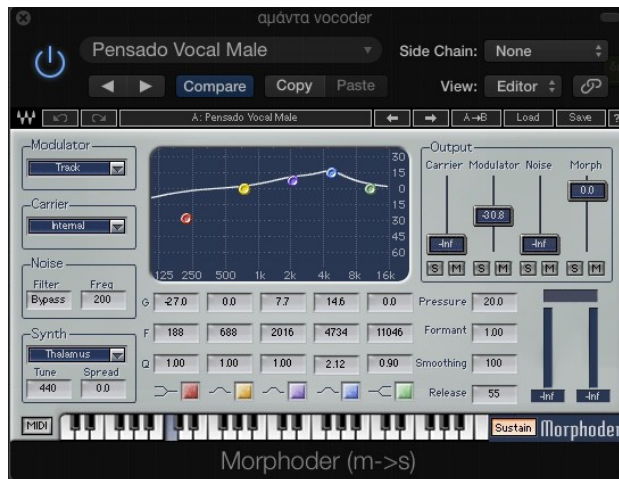 αμάντα vocoder
Pensado Vocal Male Side Chain: None
Compare Copy Paste View: Editor
A: Pensado Vocal Male A→B Load Save ?
Modulator
Track
Carrier
Internal
Noise
Filter Freq
Bypass 200
Synth
Thalamus
Tune Spread
440 0.0
30
15
0
15
30
45
60
125 250 500 1k 2k 4k 8k 16k
G -27.0 0.0 7.7 14.6 0.0
F 188 688 2016 4734 11046
Q 1.00 1.00 1.00 2.12 0.90
Output
Carrier Modulator Noise Morph
0.0
-30.8
-Inf -Inf
S M S M S M S M
Pressure 20.0
Formant 1.00
Smoothing 100
Release 55
-Inf -Inf
MIDI Sustain Morphoder
Morphoder (m->s)